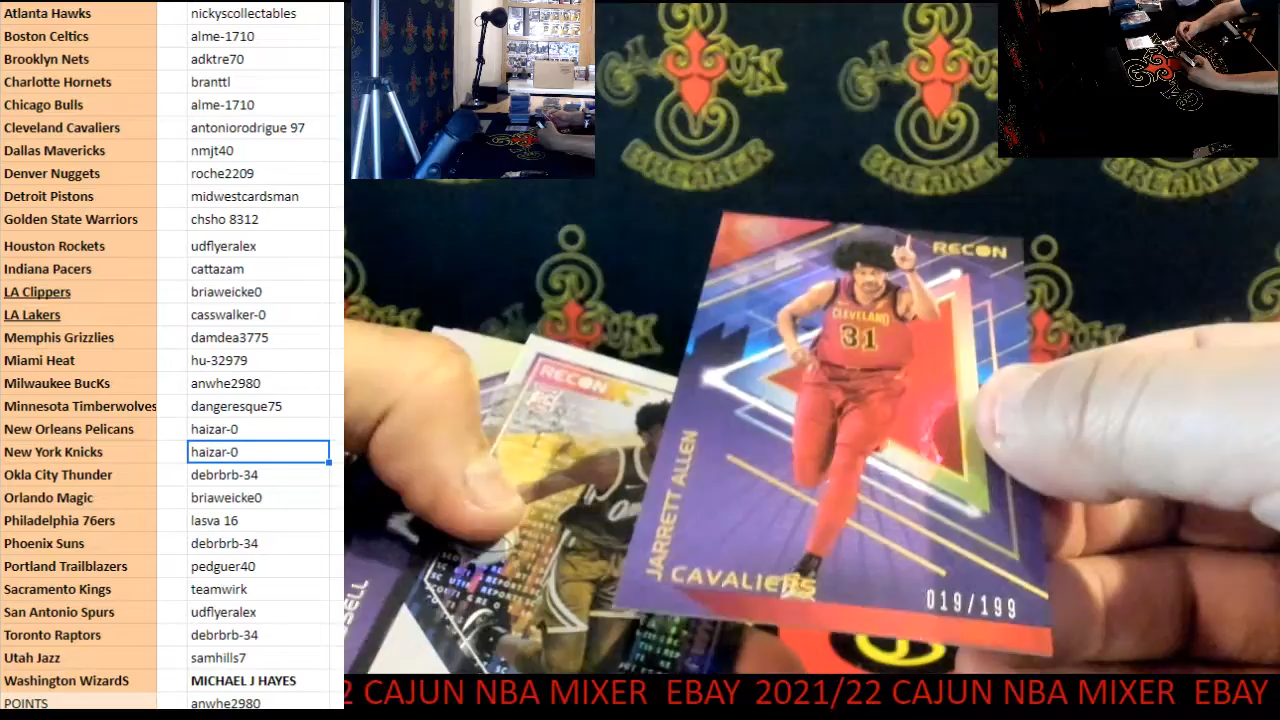 Atlanta Hawks nickyscollectables
Boston Celtics alme-1710
Brooklyn Nets adktre70
Charlotte Hornets branttl
Chicago Bulls alme-1710
Cleveland Cavaliers antoniorodrigue 97
Dallas Mavericks nmjt40
Denver Nuggets roche2209
Detroit Pistons midwestcardsman
Golden State Warriors chsho 8312
Houston Rockets udflyeralex
Indiana Pacers cattazam
LA Clippers briaweicke0
LA Lakers casswalker-0
Memphis Grizzlies damdea3775
Miami Heat hu-32979
Milwaukee BucKs anwhe2980
Minnesota Timberwolves dangeresque75
New Orleans Pelicans haizar-0
New York Knicks haizar-0
Okla City Thunder debrbrb-34
Orlando Magic briaweicke0
Philadelphia 76ers lasva 16
Phoenix Suns debrbrb-34
Portland Trailblazers pedguer40
Sacramento Kings teamwirk
San Antonio Spurs udflyeralex
Toronto Raptors debrbrb-34
Utah Jazz samhills7
Washington WizardS MICHAEL J HAYES
POINTS anwhe2980
BREAKER
RECON
CLEVELAND
31
JARRETT ALLEN
CAVALIERS
019/199
RECON
2 CAJUN NBA MIXER EBAY 2021/22 CAJUN NBA MIXER EBAY